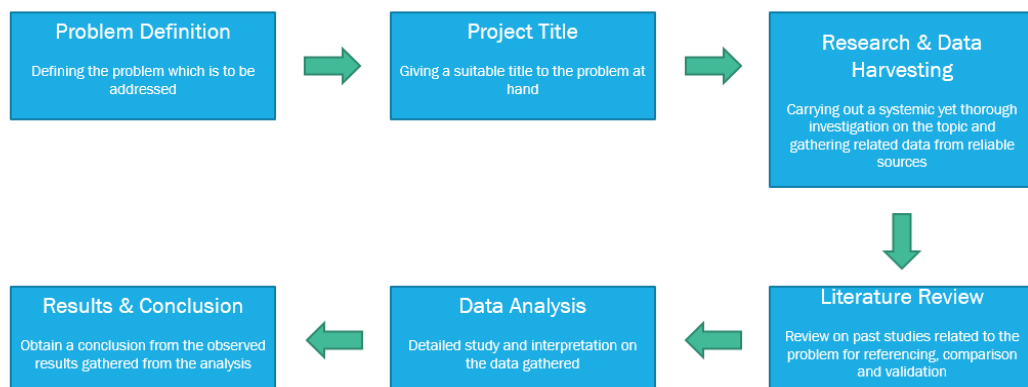 Problem Definition
Defining the problem which is to be
addressed
Project Title
Giving a suitable title to the problem at
hand
Research & Data
Harvesting
Carrying out a systemic yet thorough
investigation on the topic and
gathering related data from reliable
sources
Literature Review
Review on past studies related to the
problem for referencing, comparison
and validation
Data Analysis
Detailed study and interpretation on
the data gathered
Results & Conclusion
Obtain a conclusion from the observed
results gathered from the analysis